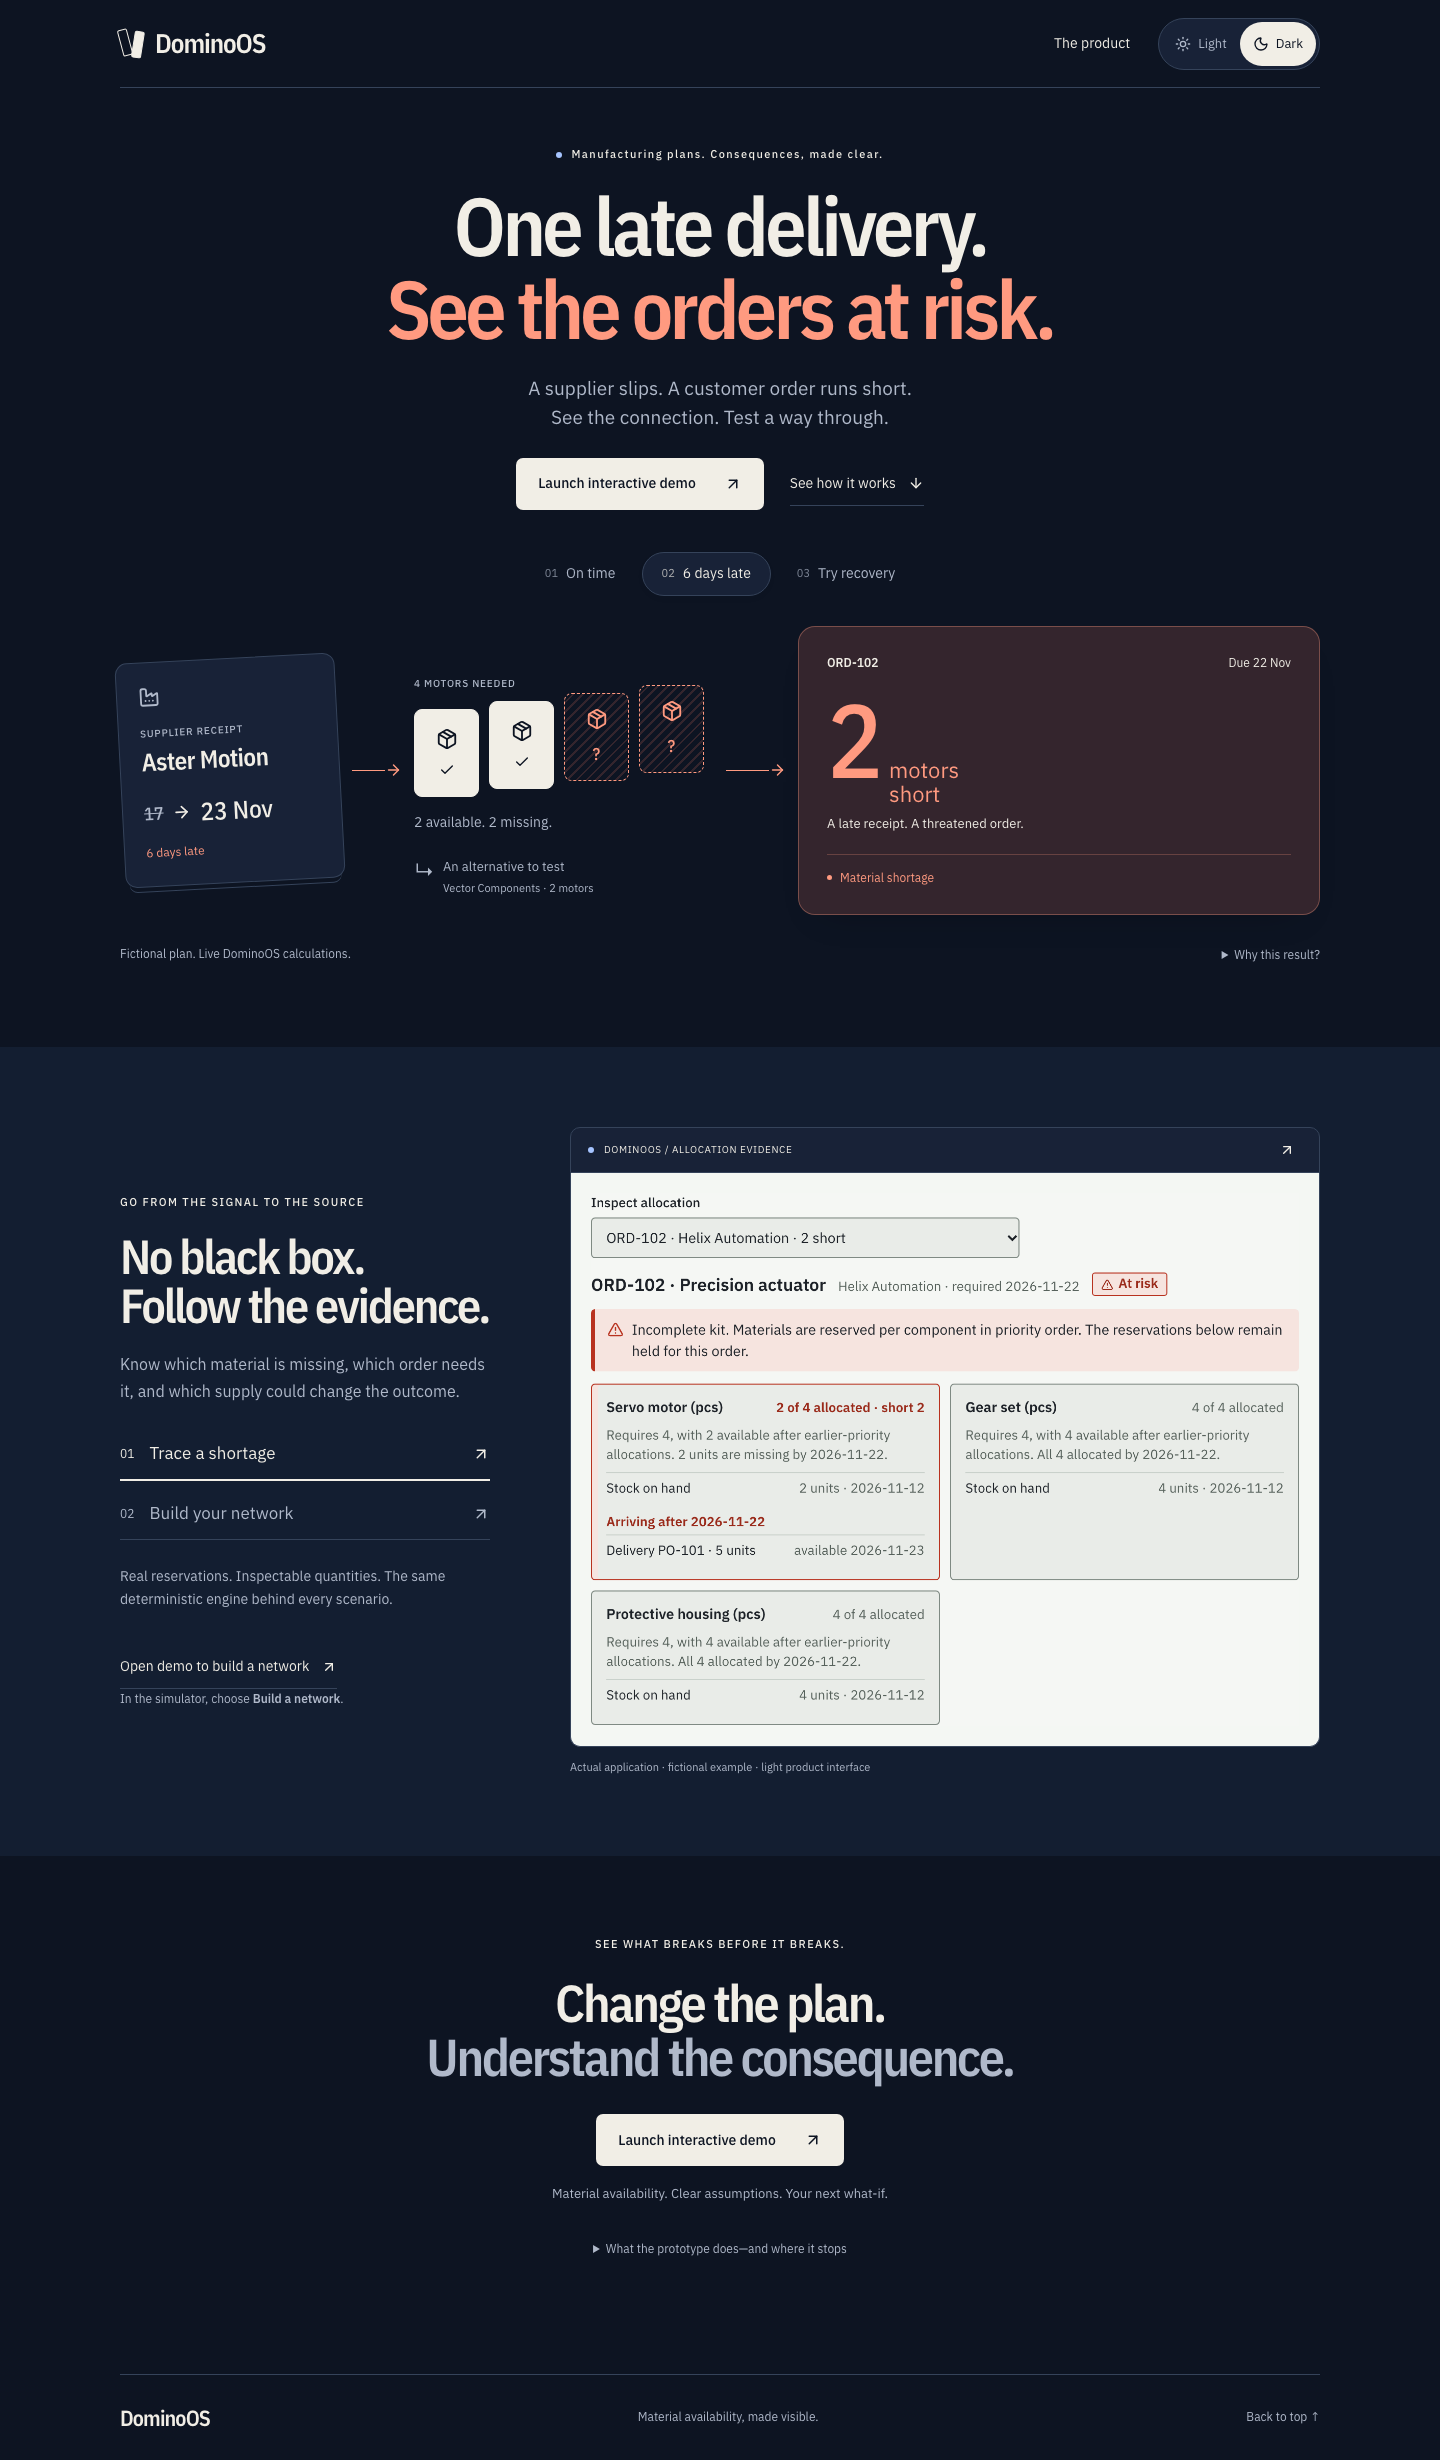 DominoOS
The product
Light
Dark
Manufacturing plans. Consequences, made clear.
One late delivery.
See the orders at risk.
A supplier slips. A customer order runs short.
See the connection. Test a way through.
Launch interactive demo
See how it works
01 On time
02 6 days late
03 Try recovery
SUPPLIER RECEIPT
Aster Motion
17 → 23 Nov
6 days late
4 MOTORS NEEDED
?
?
2 available. 2 missing.
An alternative to test
Vector Components · 2 motors
ORD-102
Due 22 Nov
2 motors
short
A late receipt. A threatened order.
Material shortage
Fictional plan. Live DominoOS calculations.
Why this result?
GO FROM THE SIGNAL TO THE SOURCE
No black box.
Follow the evidence.
Know which material is missing, which order needs
it, and which supply could change the outcome.
01 Trace a shortage
02 Build your network
Real reservations. Inspectable quantities. The same
deterministic engine behind every scenario.
Open demo to build a network
In the simulator, choose Build a network.
DOMINOOS / ALLOCATION EVIDENCE
Inspect allocation
ORD-102 · Helix Automation · 2 short
ORD-102 · Precision actuator Helix Automation · required 2026-11-22 At risk
Incomplete kit. Materials are reserved per component in priority order. The reservations below remain
held for this order.
Servo motor (pcs) 2 of 4 allocated · short 2
Requires 4, with 2 available after earlier-priority
allocations. 2 units are missing by 2026-11-22.
Stock on hand 2 units · 2026-11-12
Arriving after 2026-11-22
Delivery PO-101 · 5 units available 2026-11-23
Gear set (pcs) 4 of 4 allocated
Requires 4, with 4 available after earlier-priority
allocations. All 4 allocated by 2026-11-22.
Stock on hand 4 units · 2026-11-12
Protective housing (pcs) 4 of 4 allocated
Requires 4, with 4 available after earlier-priority
allocations. All 4 allocated by 2026-11-22.
Stock on hand 4 units · 2026-11-12
Actual application · fictional example · light product interface
SEE WHAT BREAKS BEFORE IT BREAKS.
Change the plan.
Understand the consequence.
Launch interactive demo
Material availability. Clear assumptions. Your next what-if.
What the prototype does—and where it stops
DominoOS
Material availability, made visible.
Back to top ↑